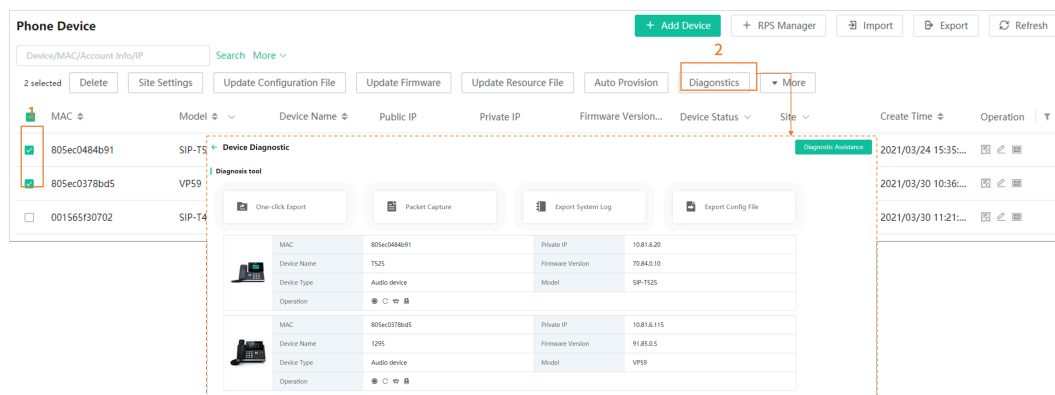 Phone Device
+ Add Device
+ RPS Manager
Import
Export
Refresh
Device/MAC/Account Info/IP
Search More
2
2 selected
Delete
Site Settings
Update Configuration File
Update Firmware
Update Resource File
Auto Provision
Diagonstics
More
1
MAC
Model
Device Name
Public IP
Private IP
Firmware Version...
Device Status
Site
Create Time
Operation
805ec0484b91
SIP-T5
2021/03/24 15:35:...
805ec0378bd5
VP59
2021/03/30 10:36:...
001565f30702
SIP-T4
2021/03/30 11:21:...
Device Diagnostic
Diagnostic Assistance
Diagnosis tool
One-click Export
Packet Capture
Export System Log
Export Config File
MAC 805ec0484b91 Private IP 10.81.6.20
Device Name T52S Firmware Version 70.84.0.10
Device Type Audio device Model SIP-T52S
Operation
MAC 805ec0378bd5 Private IP 10.81.6.115
Device Name 1295 Firmware Version 91.85.0.5
Device Type Audio device Model VP59
Operation